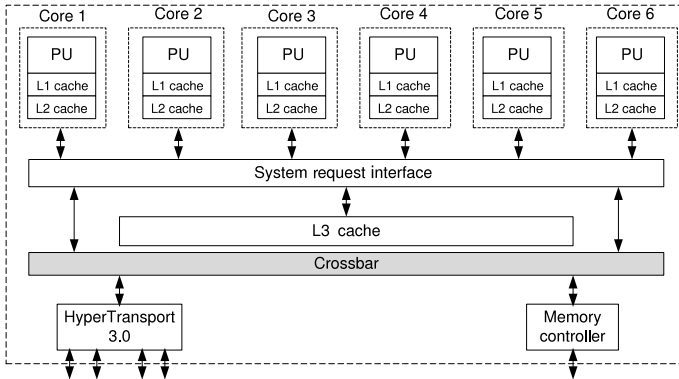 Core 1 Core 2 Core 3 Core 4 Core 5 Core 6
PU PU PU PU PU PU
L1 cache L1 cache L1 cache L1 cache L1 cache L1 cache
L2 cache L2 cache L2 cache L2 cache L2 cache L2 cache
System request interface
L3 cache
Crossbar
HyperTransport
3.0
Memory
controller